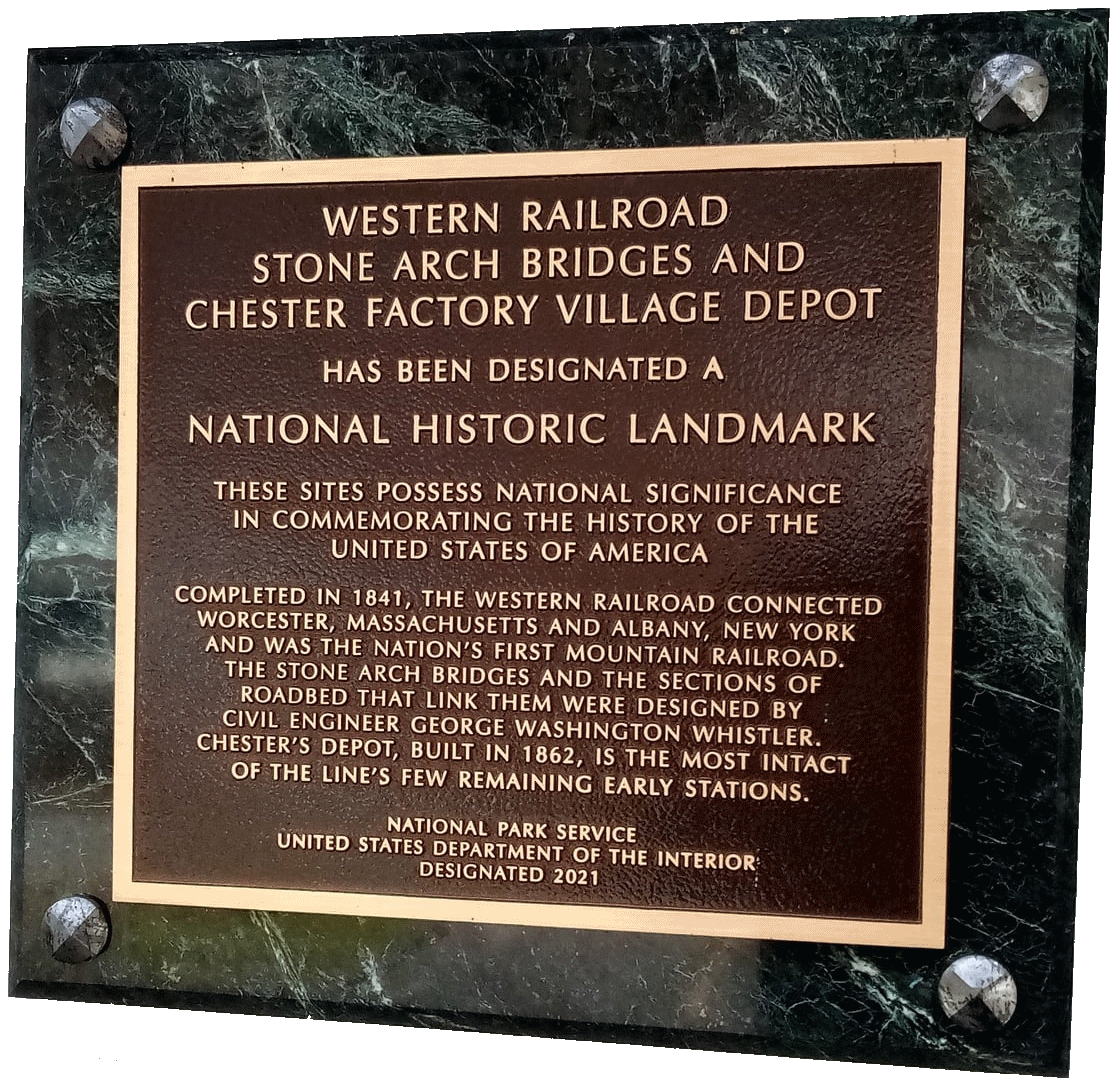 WESTERN RAILROAD
STONE ARCH BRIDGES AND
CHESTER FACTORY VILLAGE DEPOT
HAS BEEN DESIGNATED A
NATIONAL HISTORIC LANDMARK
THESE SITES POSSESS NATIONAL SIGNIFICANCE
IN COMMEMORATING THE HISTORY OF THE
UNITED STATES OF AMERICA
COMPLETED IN 1841, THE WESTERN RAILROAD CONNECTED
WORCESTER, MASSACHUSETTS AND ALBANY, NEW YORK
AND WAS THE NATION'S FIRST MOUNTAIN RAILROAD.
THE STONE ARCH BRIDGES AND THE SECTIONS OF
ROADBED THAT LINK THEM WERE DESIGNED BY
CIVIL ENGINEER GEORGE WASHINGTON WHISTLER.
CHESTER'S DEPOT, BUILT IN 1862, IS THE MOST INTACT
OF THE LINE'S FEW REMAINING EARLY STATIONS.
NATIONAL PARK SERVICE
UNITED STATES DEPARTMENT OF THE INTERIOR
DESIGNATED 2021